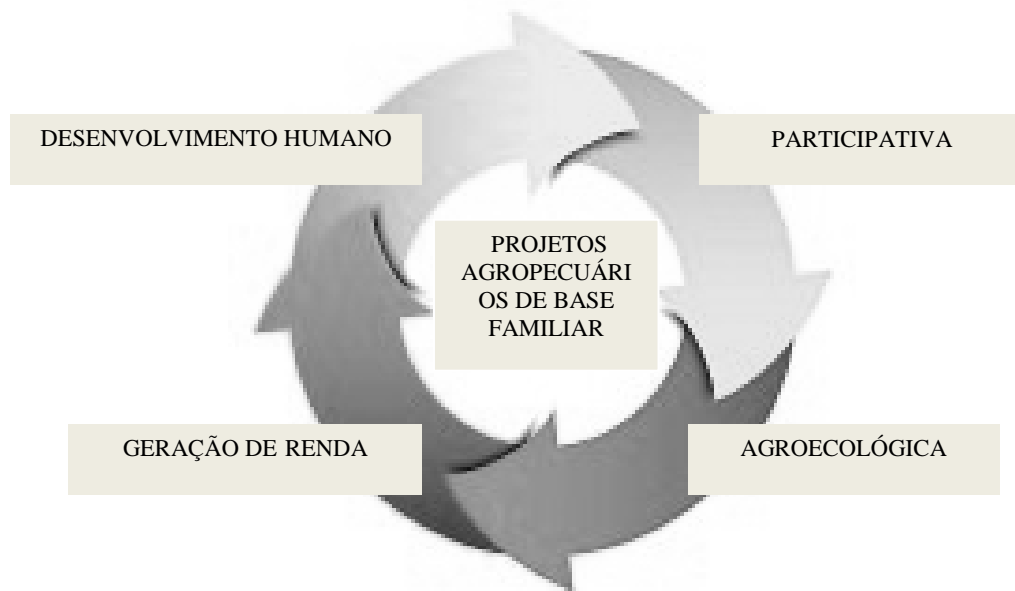 DESENVOLVIMENTO HUMANO
PARTICIPATIVA
PROJETOS
AGROPECUÁRI
OS DE BASE
FAMILIAR
GERAÇÃO DE RENDA
AGROECOLÓGICA